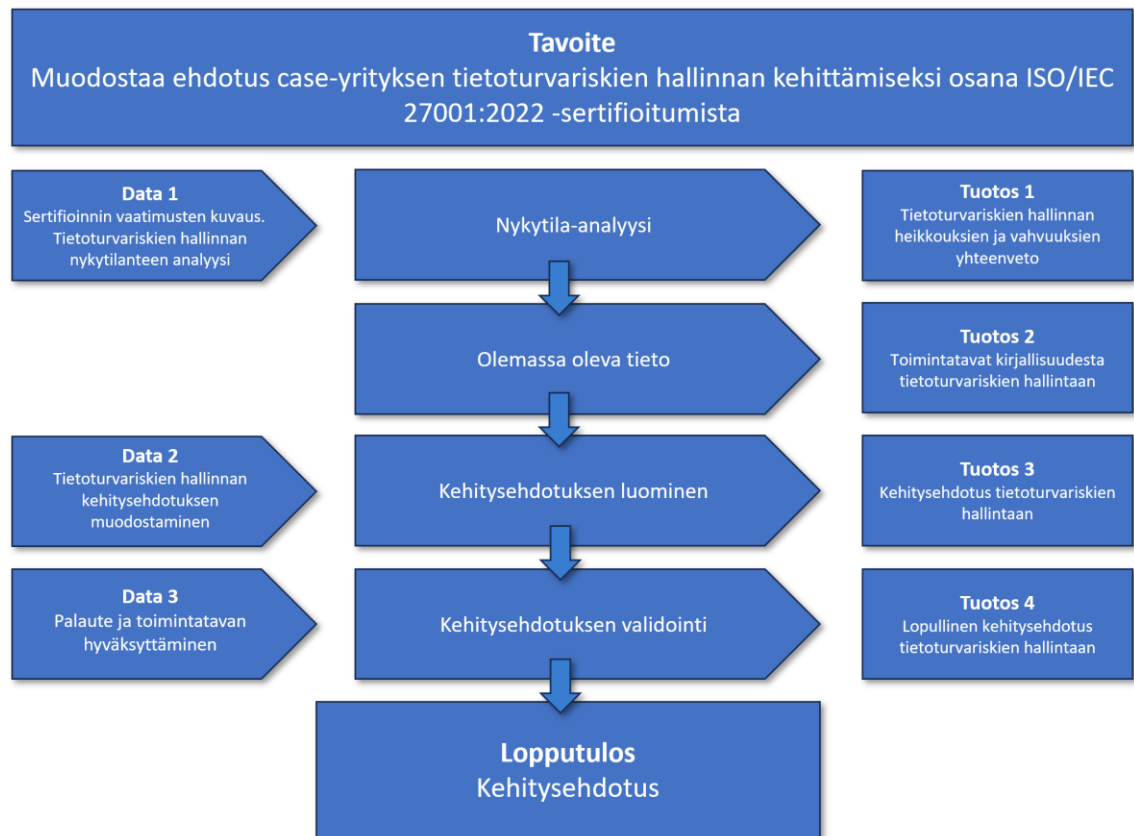 Tavoite
Muodostaa ehdotus case-yrityksen tietoturvariskien hallinnan kehittämiseksi osana ISO/IEC
27001:2022 -sertifioitumista
Data 1
Sertifioinnin vaatimusten kuvaus.
Tietoturvariskien hallinnan
nykytilanteen analyysi
Nykytila-analyysi
Tuotos 1
Tietoturvariskien hallinnan
heikkouksien ja vahvuuksien
yhteenveto
Olemassa oleva tieto
Tuotos 2
Toimintatavat kirjallisuudesta
tietoturvariskien hallintaan
Data 2
Tietoturvariskien hallinnan
kehitysehdotuksen
muodostaminen
Kehitysehdotuksen luominen
Tuotos 3
Kehitysehdotus tietoturvariskien
hallintaan
Data 3
Palaute ja toimintatavan
hyväksyttäminen
Kehitysehdotuksen validointi
Tuotos 4
Lopullinen kehitysehdotus
tietoturvariskien hallintaan
Lopputulos
Kehitysehdotus